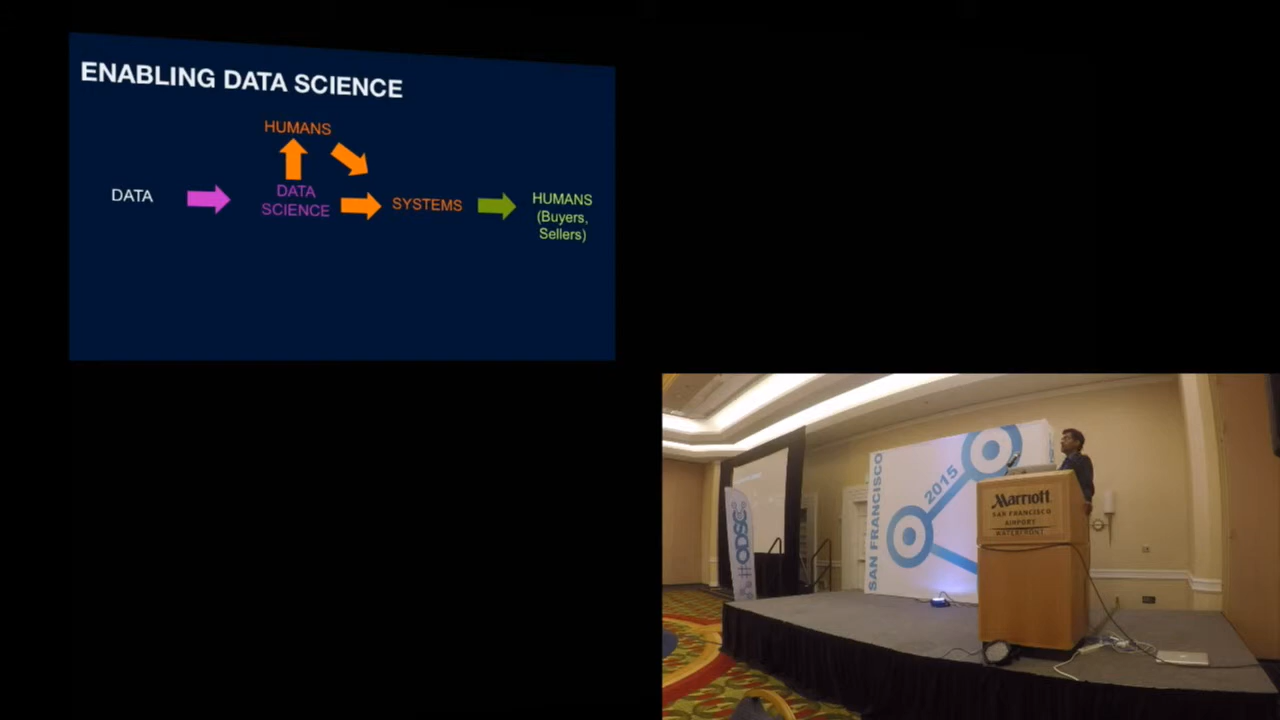 ENABLING DATA SCIENCE
HUMANS
DATA
DATA
SCIENCE
SYSTEMS
HUMANS
(Buyers,
Sellers)
SAN FRANCISCO
2015
#ODSC
Marriott
SAN FRANCISCO
AIRPORT
WATERFRONT